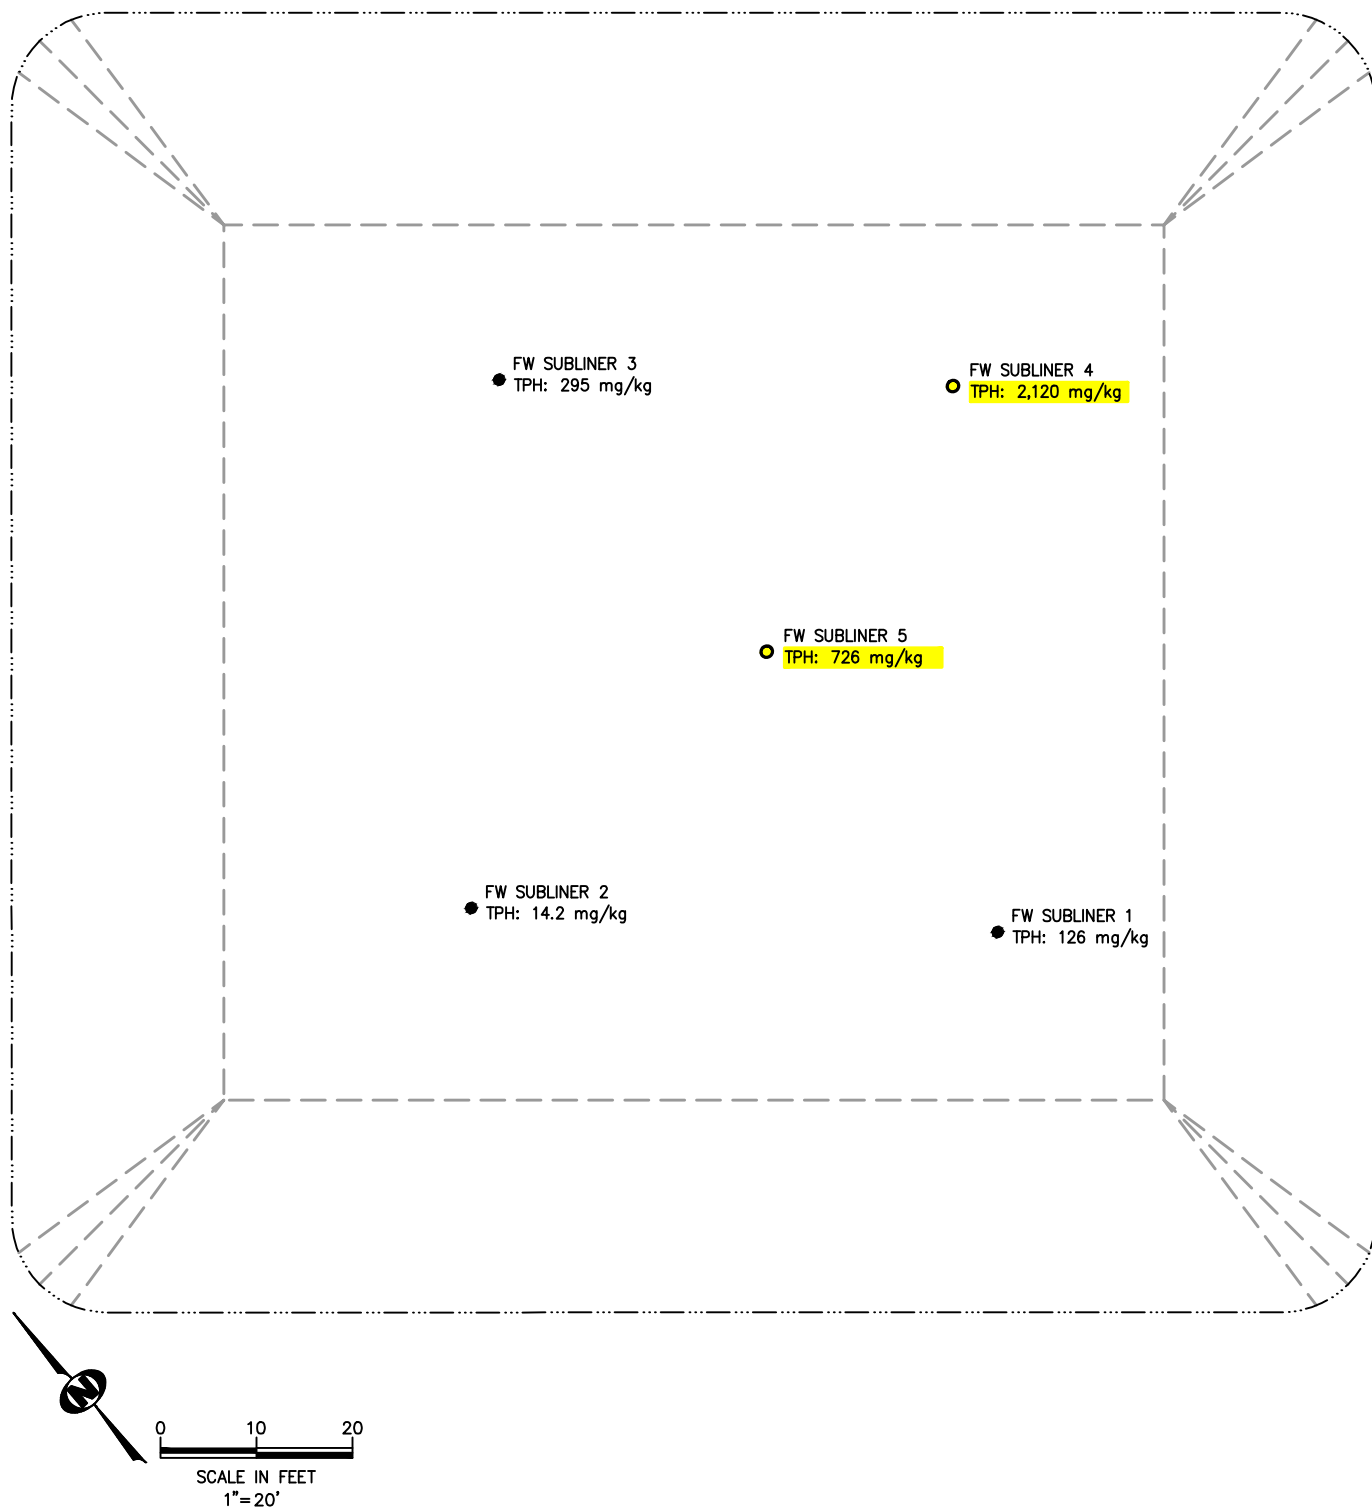 FW SUBLINER 3
TPH: 295 mg/kg
FW SUBLINER 4
TPH: 2,120 mg/kg
FW SUBLINER 5
TPH: 726 mg/kg
FW SUBLINER 2
TPH: 14.2 mg/kg
FW SUBLINER 1
TPH: 126 mg/kg
N
0 10 20
SCALE IN FEET
1"=20'